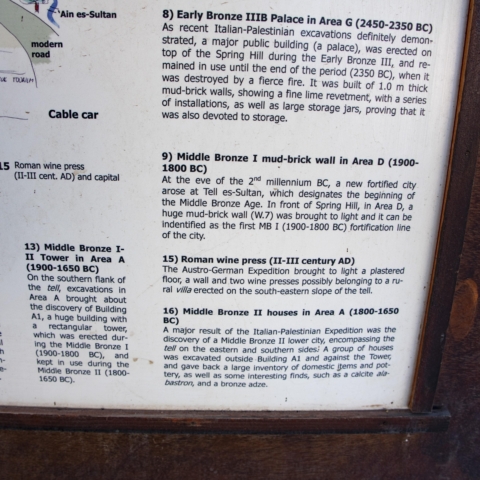 'Ain es-Sultan
modern
road
Cable car
15 Roman wine press
(II-III cent. AD) and capital
13) Middle Bronze I-
II Tower in Area A
(1900-1650 BC)
On the southern flank of
the tell, excavations in
Area A brought about
the discovery of Building
A1, a huge building with
a rectangular tower,
which was erected dur-
ing the Middle Bronze I
(1900-1800 BC), and
kept in use during the
Middle Bronze II (1800-
1650 BC).
8) Early Bronze IIIB Palace in Area G (2450-2350 BC)
As recent Italian-Palestinian excavations definitely demon-
strated, a major public building (a palace), was erected on
top of the Spring Hill during the Early Bronze III, and re-
mained in use until the end of the period (2350 BC), when it
was destroyed by a fierce fire. It was built of 1.0 m thick
mud-brick walls, showing a fine lime revetment, with a series
of installations, as well as large storage jars, proving that it
was also devoted to storage.
9) Middle Bronze I mud-brick wall in Area D (1900-
1800 BC)
At the eve of the 2nd millennium BC, a new fortified city
arose at Tell es-Sultan, which designates the beginning of
the Middle Bronze Age. In front of Spring Hill, in Area D, a
huge mud-brick wall (W.7) was brought to light and it can be
indentified as the first MB I (1900-1800 BC) fortification line
of the city.
15) Roman wine press (II-III century AD)
The Austro-German Expedition brought to light a plastered
floor, a wall and two wine presses possibly belonging to a ru-
ral villa erected on the south-eastern slope of the tell.
16) Middle Bronze II houses in Area A (1800-1650
BC)
A major result of the Italian-Palestinian Expedition was the
discovery of a Middle Bronze II lower city, encompassing the
tell on the eastern and southern sides. A group of houses
was excavated outside Building A1 and against the Tower,
and gave back a large inventory of domestic items and pot-
tery, as well as some interesting finds, such as a calcite ala-
bastron, and a bronze adze.